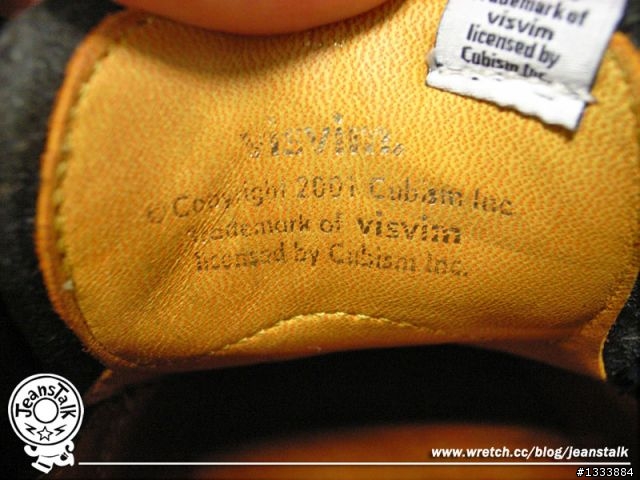 trademark of
visvim
licensed by
Cubism Inc.
visvim.
© Copyright 2001 Cubism Inc.
trademark of visvim
licensed by Cubism Inc.
JeansTalk
www.wretch.cc/blog/jeanstalk
#1333884